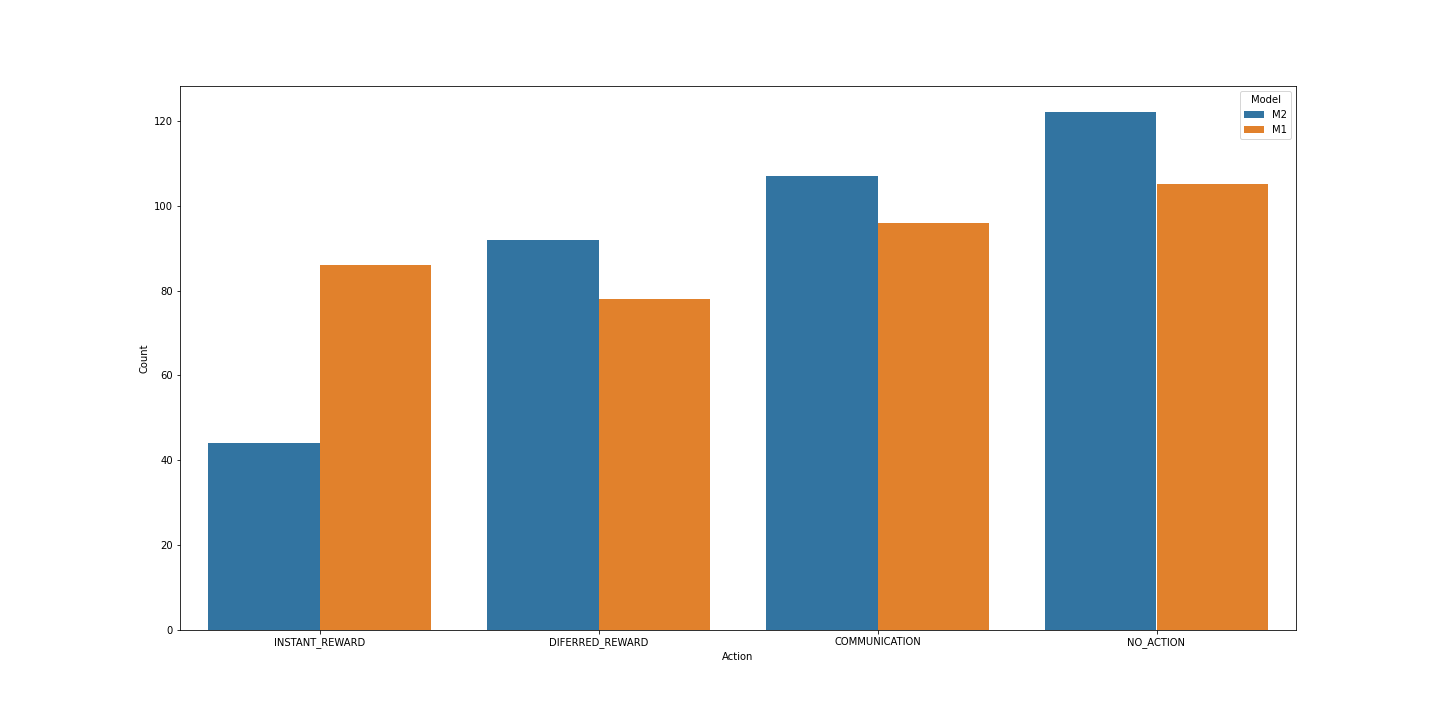 Model
M2
M1
120
100
80
60
40
20
0
Count
INSTANT_REWARD DIFERRED_REWARD COMMUNICATION NO_ACTION
Action